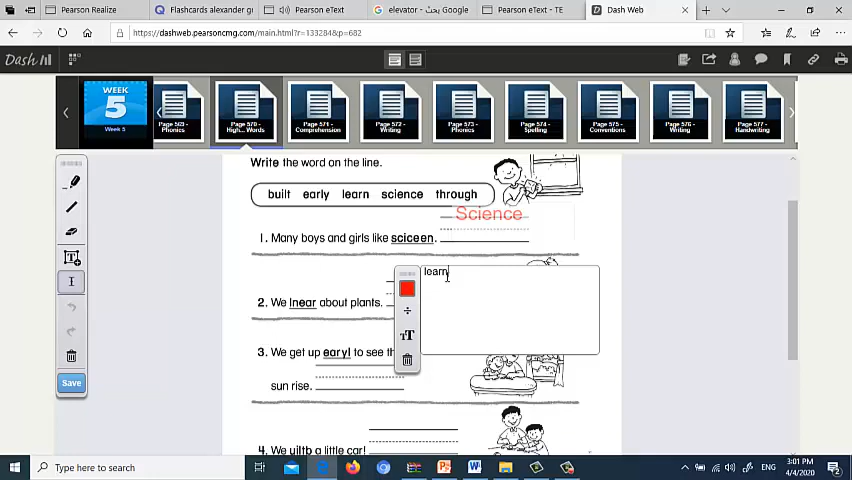 Pearson Realize
Flashcards alexander gr
Pearson eText
elevator - بحث Google
Pearson eText - TE
Dash Web
https://dashweb.pearsoncmg.com/main.html?r=133284&p=682
Dash
WEEK
5
Week 5
Page 569 -
Phonics
Page 570 -
High... Words
Page 571 -
Comprehension
Page 572 -
Writing
Page 573 -
Phonics
Page 574 -
Spelling
Page 575 -
Conventions
Page 576 -
Writing
Page 577 -
Handwriting
Write the word on the line.
built early learn science through
Science
1. Many boys and girls like sciceen.
learn
2. We lnear about plants.
3. We get up earyl to see th
sun rise.
4. We uiltb a little car!
Save
Type here to search
ENG
3:01 PM
4/4/2020
2